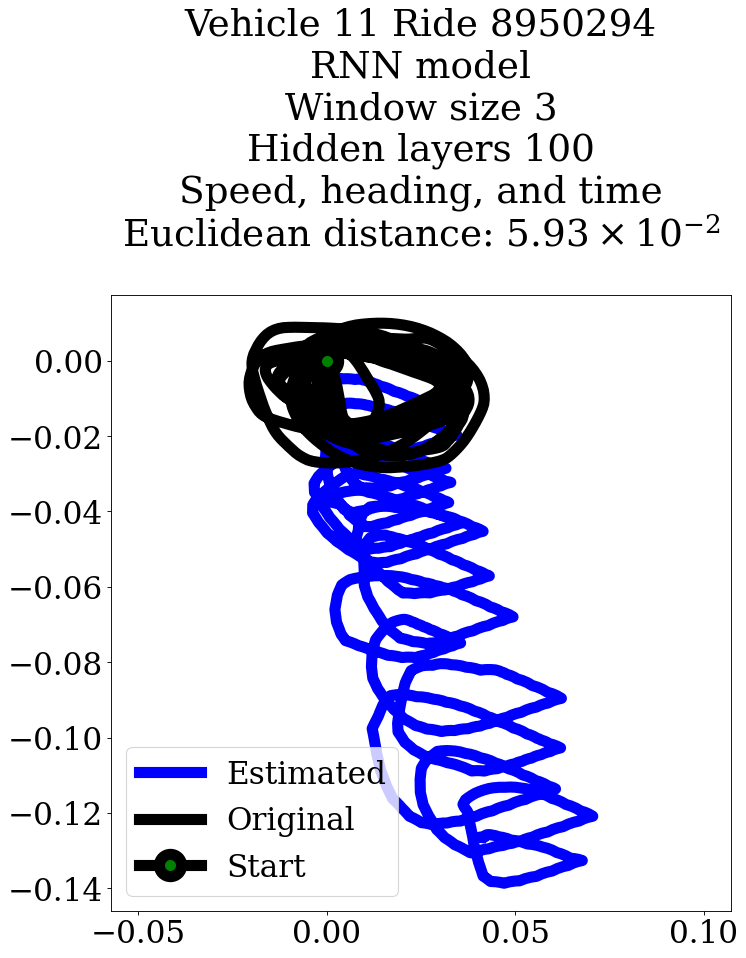 Vehicle 11 Ride 8950294
RNN model
Window size 3
Hidden layers 100
Speed, heading, and time
Euclidean distance: 5.93 × 10⁻²
0.00
−0.02
−0.04
−0.06
−0.08
−0.10
−0.12
−0.14
Estimated
Original
Start
−0.05 0.00 0.05 0.10